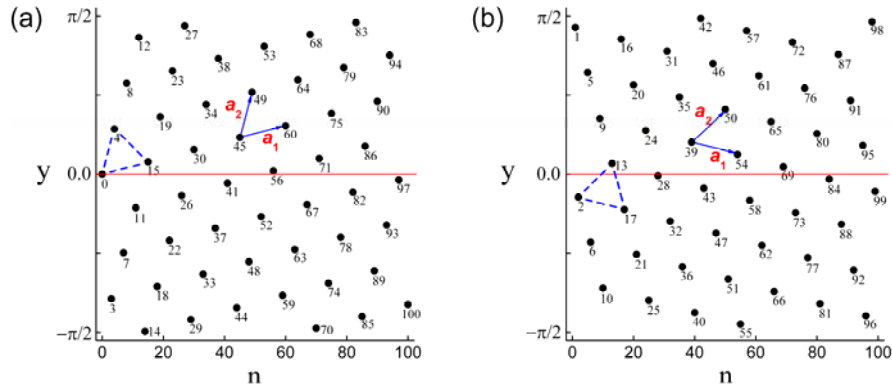 (a)
π/2
0.0
−π/2
y
12 27 38 53 68 83 94
8 23 34 49 64 79 90
4 19 30 45 60 75 86
a₂
a₁
0 15 26 41 56 71 82 97
11 22 37 52 67 78 93
7 18 33 48 63 74 89
3 14 29 44 59 70 85 100
0 20 40 60 80 100
n
(b)
π/2
0.0
−π/2
y
1 16 31 42 57 72 87 98
5 20 35 46 61 76 91
9 24 39 50 65 80 95
a₂
a₁
2 13 28 43 54 69 84 99
6 17 32 47 58 73 88
10 21 36 51 62 77 92
25 40 55 66 81 96
0 20 40 60 80 100
n